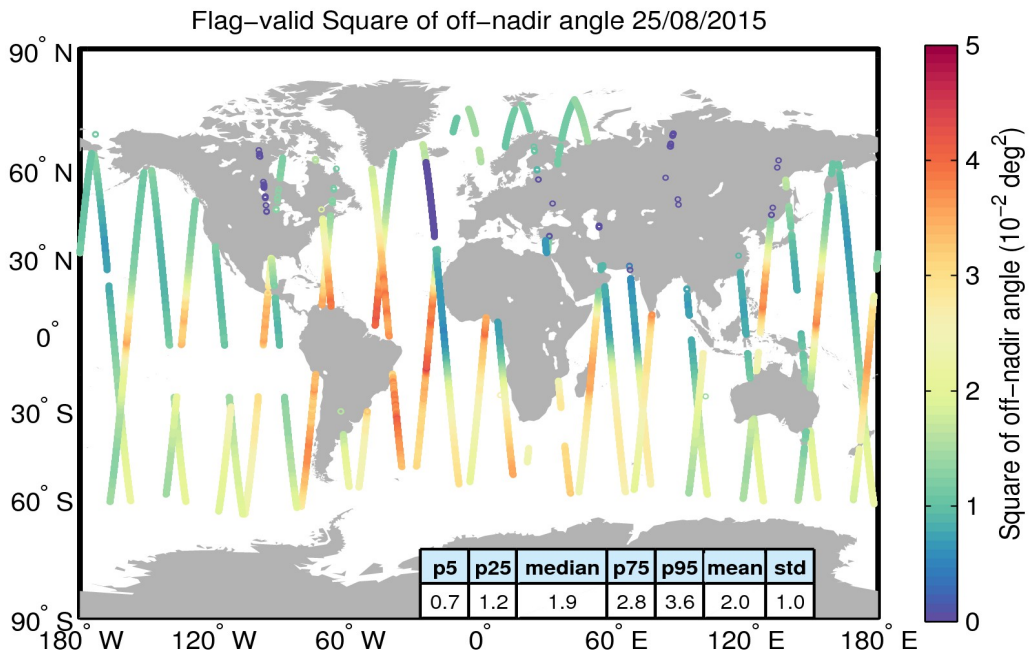 Flag−valid Square of off−nadir angle 25/08/2015
90° N
60° N
30° N
0°
30° S
60° S
90° S
180° W
120° W
60° W
0°
60° E
120° E
180° E
p5 p25 median p75 p95 mean std
0.7 1.2 1.9 2.8 3.6 2.0 1.0
5
4
3
2
1
0
Square of off−nadir angle (10⁻² deg²)